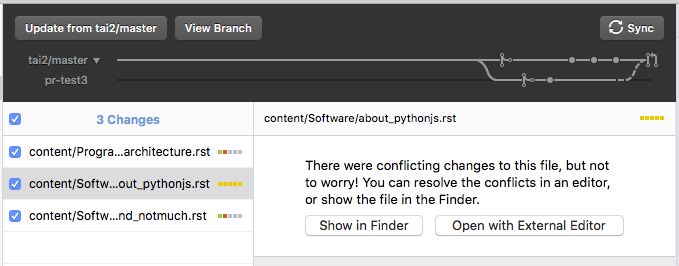 Update from tai2/master View Branch Sync
tai2/master ▼
pr-test3
3 Changes
content/Software/about_pythonjs.rst
content/Progra...architecture.rst
content/Softw...out_pythonjs.rst
content/Softw...nd_notmuch.rst
There were conflicting changes to this file, but not
to worry! You can resolve the conflicts in an editor,
or show the file in the Finder.
Show in Finder Open with External Editor